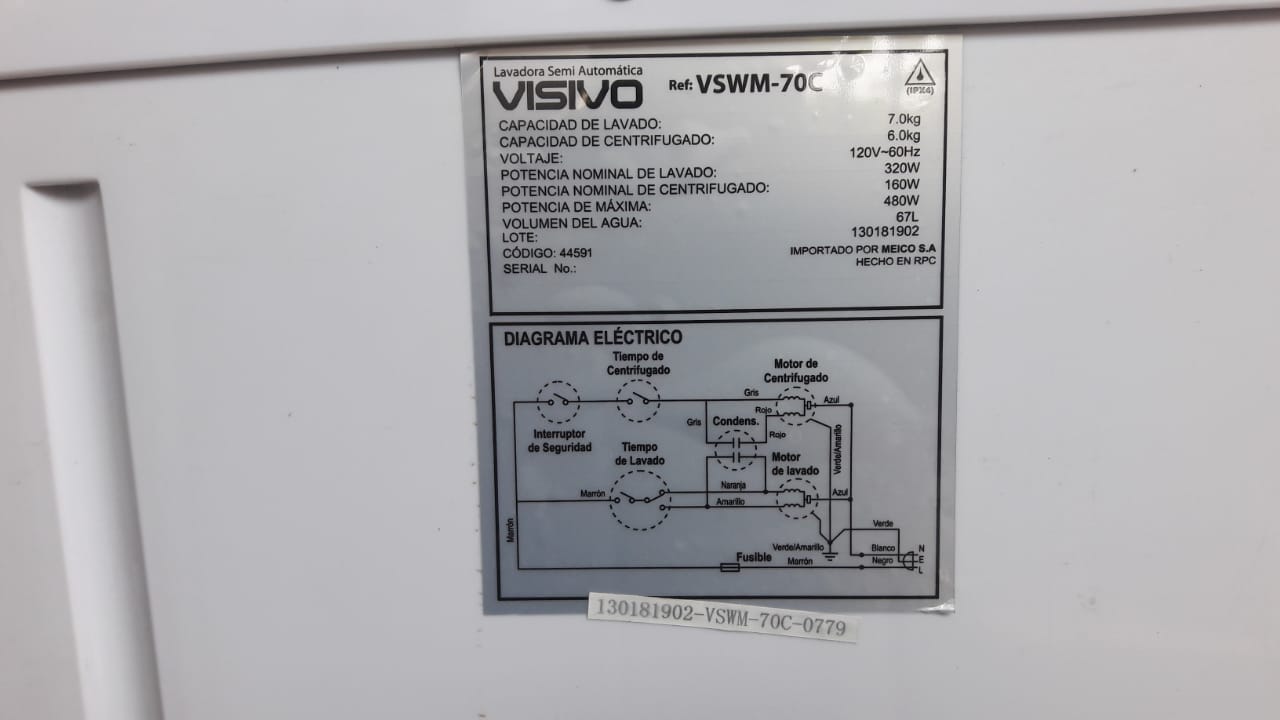 Lavadora Semi Automática
VISIVO
Ref: VSWM-70C
(IPX4)
CAPACIDAD DE LAVADO: 7.0kg
CAPACIDAD DE CENTRIFUGADO: 6.0kg
VOLTAJE: 120V~60Hz
POTENCIA NOMINAL DE LAVADO: 320W
POTENCIA NOMINAL DE CENTRIFUGADO: 160W
POTENCIA DE MÁXIMA: 480W
VOLUMEN DEL AGUA: 67L
LOTE: 130181902
CÓDIGO: 44591
IMPORTADO POR MEICO S.A
SERIAL No.:
HECHO EN RPC
DIAGRAMA ELÉCTRICO
Tiempo de
Centrifugado
Motor de
Centrifugado
Gris
Azul
Rojo
Gris
Condens.
Rojo
Interruptor
de Seguridad
Tiempo
de Lavado
Verde/Amarillo
Motor
de lavado
Marrón
Naranja
Amarillo
Azul
Marrón
Verde
Verde/Amarillo
Blanco
N
Fusible
Marrón
Negro
E
L
130181902-VSWM-70C-0779